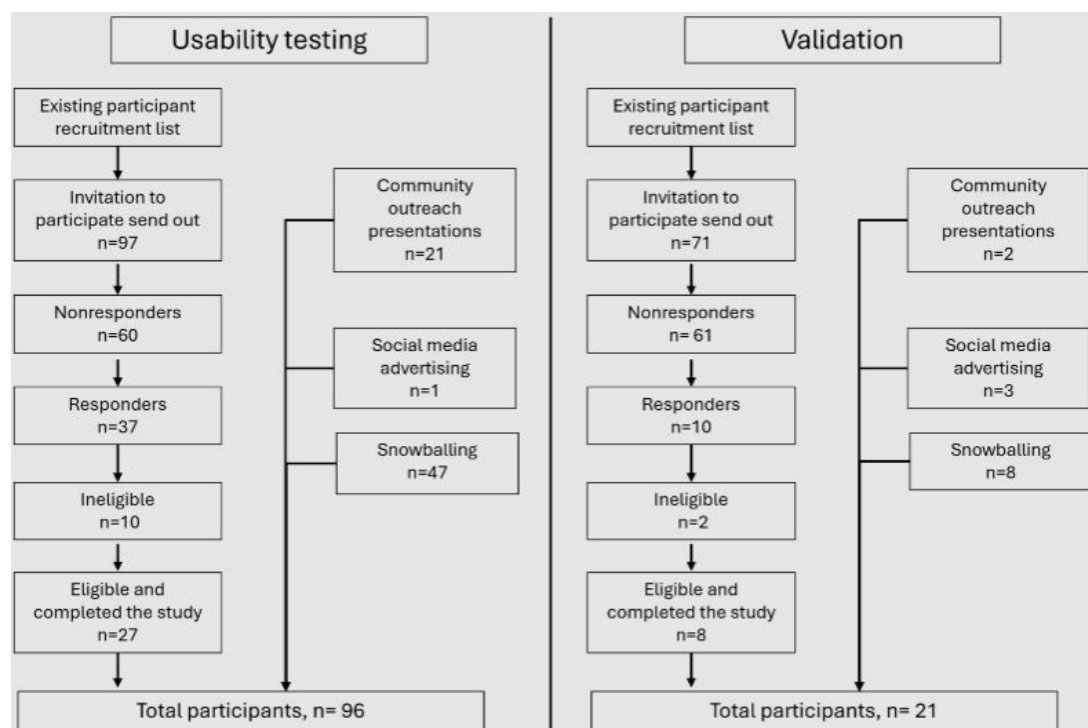 Usability testing
Existing participant
recruitment list
Invitation to
participate send out
n=97
Nonresponders
n=60
Responders
n=37
Ineligible
n=10
Eligible and
completed the study
n=27
Community
outreach
presentations
n=21
Social media
advertising
n=1
Snowballing
n=47
Total participants, n= 96
Validation
Existing participant
recruitment list
Invitation to
participate send out
n=71
Nonresponders
n= 61
Responders
n=10
Ineligible
n=2
Eligible and
completed the study
n=8
Community
outreach
presentations
n=2
Social media
advertising
n=3
Snowballing
n=8
Total participants, n= 21